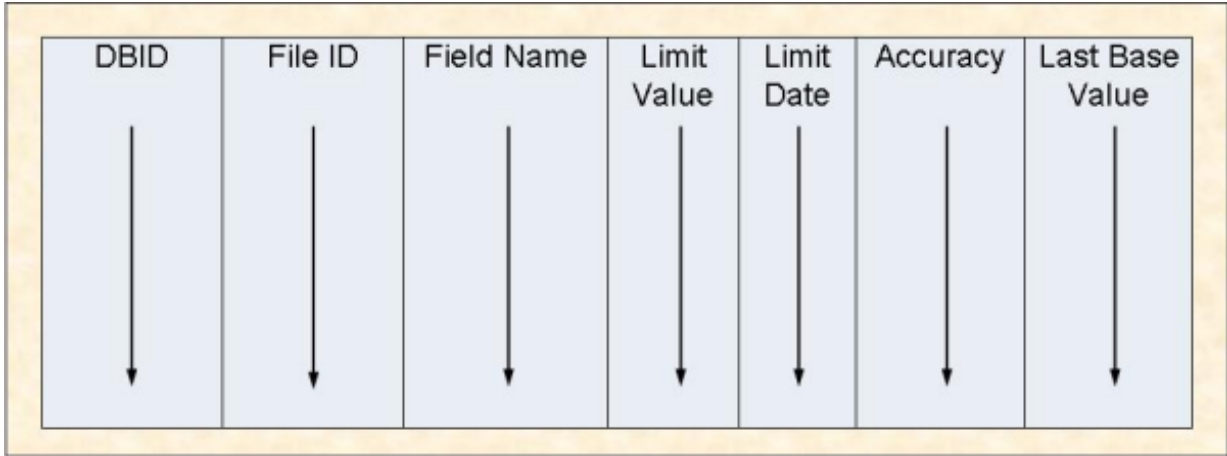 DBID File ID Field Name Limit Limit Accuracy Last Base
Value Date Value